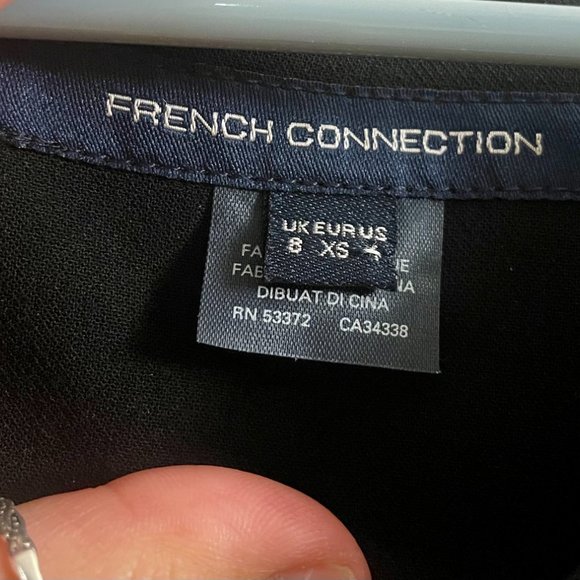 FRENCH CONNECTION
UK EUR US
8 XS 4
DIBUAT DI CINA
RN 53372 CA34338